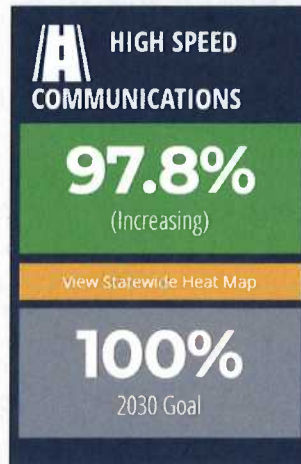 HIGH SPEED
COMMUNICATIONS
97.8%
(Increasing)
View Statewide Heat Map
100%
2030 Goal